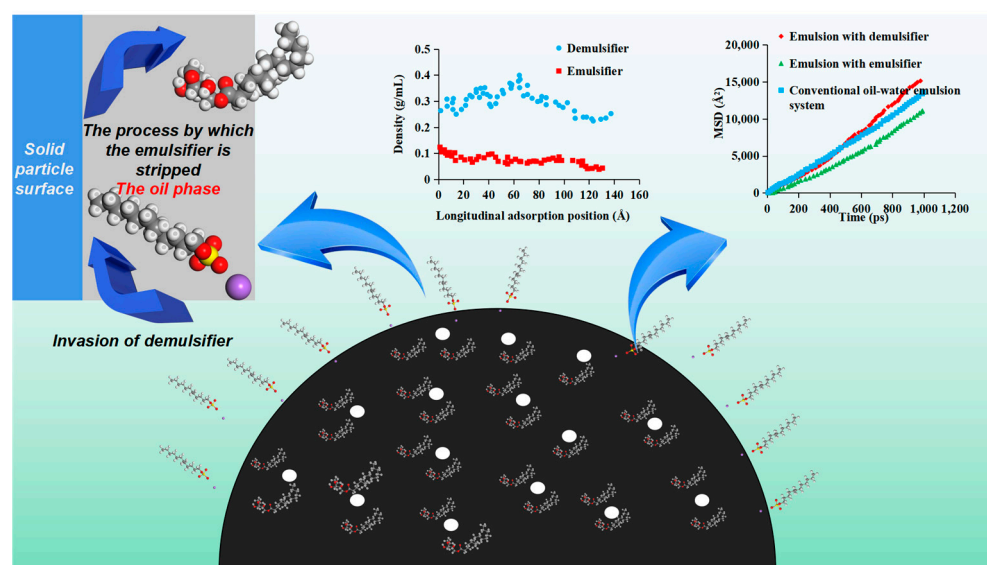 Solid
particle
surface
The process by which
the emulsifier is
stripped
The oil phase
Invasion of demulsifier
Density (g/mL)
0.5
0.4
0.3
0.2
0.1
0
0 20 40 60 80 100 120 140 160
Longitudinal adsorption position (Å)
Demulsifier
Emulsifier
MSD (Å²)
20,000
15,000
10,000
5,000
0
0 200 400 600 800 1,000 1,200
Time (ps)
Emulsion with demulsifier
Emulsion with emulsifier
Conventional oil-water emulsion
system